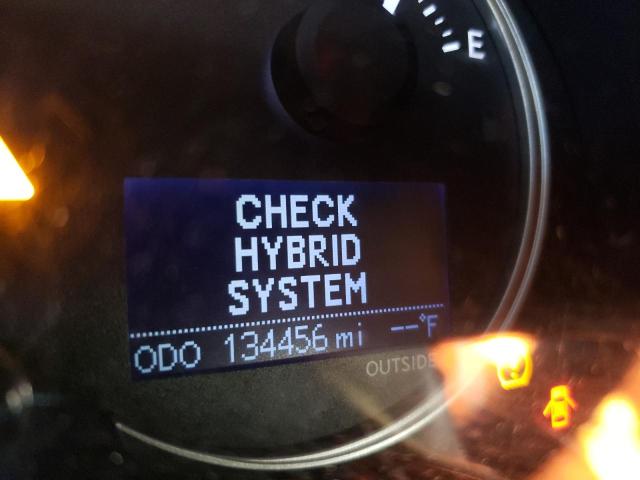 E
CHECK
HYBRID
SYSTEM
ODO 134456 mi --°F
OUTSIDE